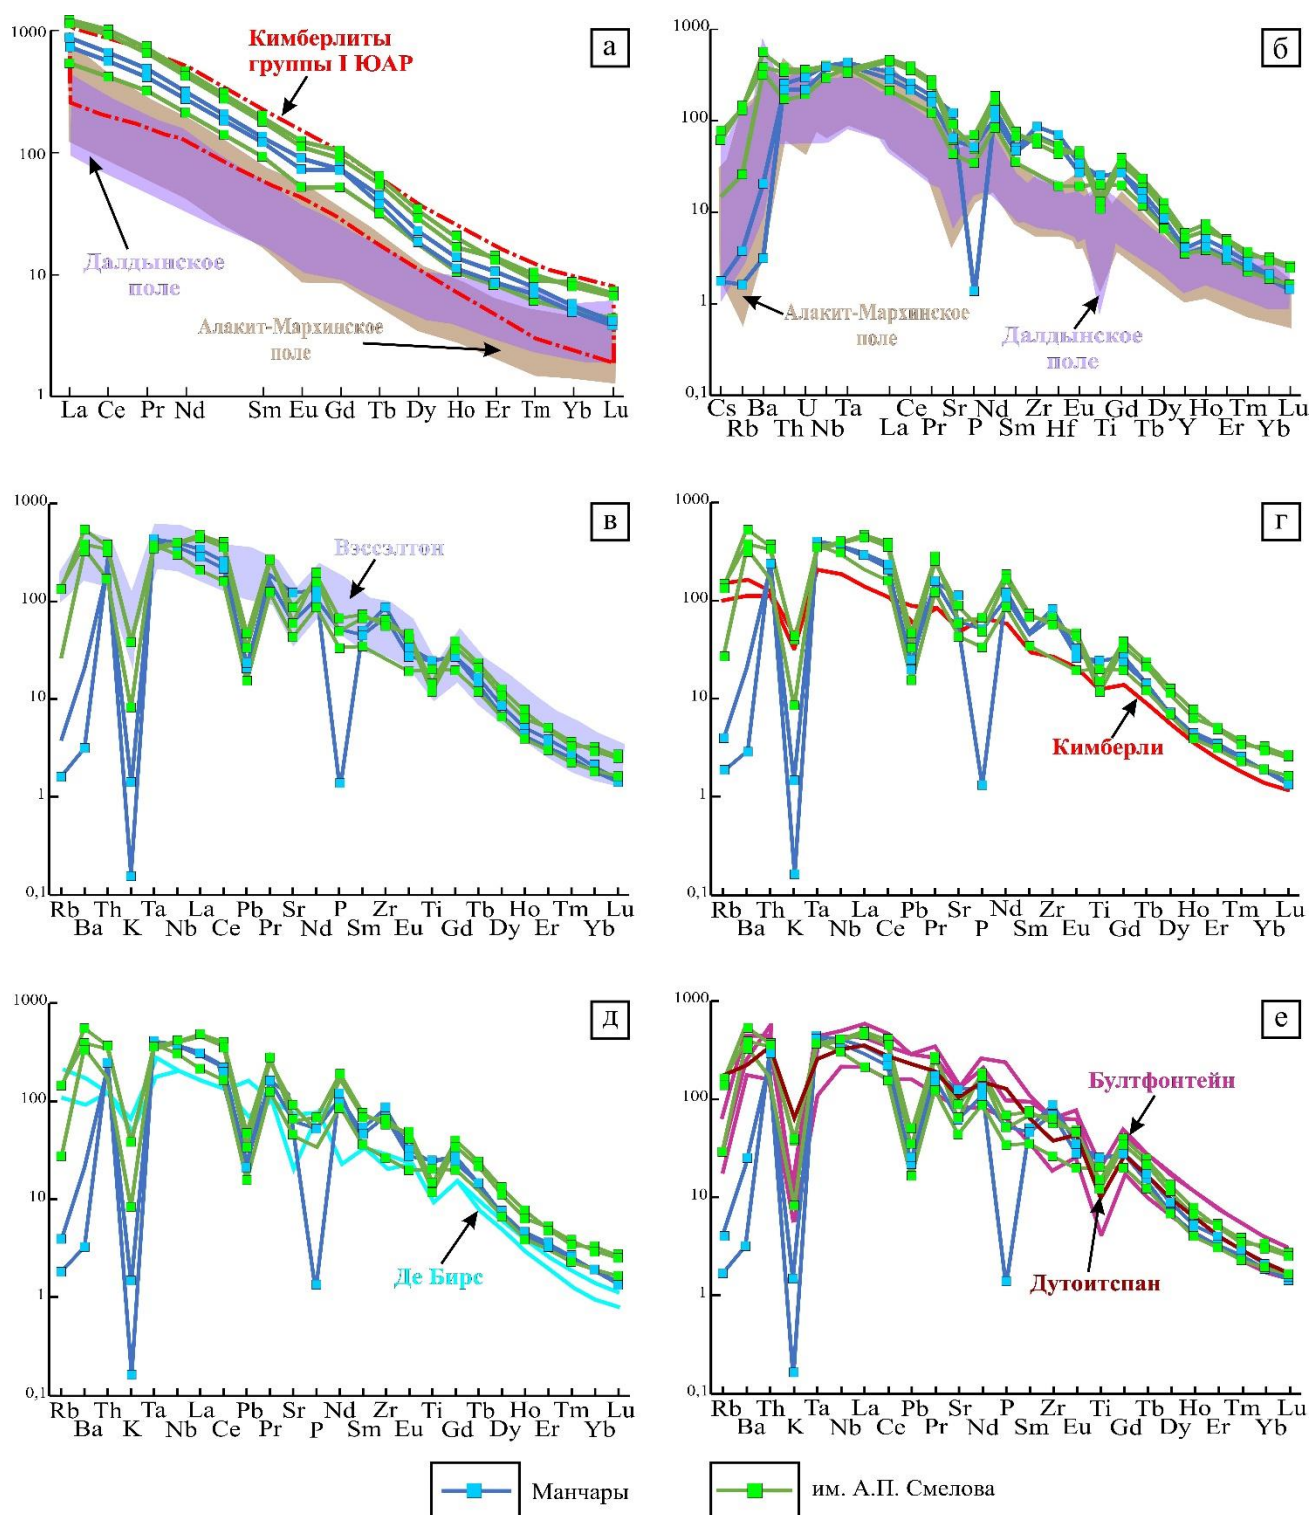 а
1000
100
10
1
Кимберлиты
группы I ЮАР
Далдынское
поле
Алакит-Мархинское
поле
La Ce Pr Nd Sm Eu Gd Tb Dy Ho Er Tm Yb Lu
б
1000
100
10
1
0,1
Алакит-Мархинское
поле
Далдынское
поле
Cs Ba U Ta Ce Sr Nd Zr Eu Gd Dy Ho Tm Lu
Rb Th Nb La Pr P Sm Hf Ti Tb Y Er Yb
в
1000
100
10
1
0,1
Вэссэлтон
Rb Th Ta La Pb Sr P Zr Ti Tb Ho Tm Lu
Ba K Nb Ce Pr Nd Sm Eu Gd Dy Er Yb
г
1000
100
10
1
0,1
Кимберли
Rb Th Ta La Pb Sr Nd Zr Ti Tb Ho Tm Lu
Ba K Nb Ce Pr P Sm Eu Gd Dy Er Yb
д
1000
100
10
1
0,1
Де Бирс
Rb Th Ta La Pb Sr Nd Zr Ti Tb Ho Tm Lu
Ba K Nb Ce Pr P Sm Eu Gd Dy Er Yb
е
1000
100
10
1
0,1
Бултфонтейн
Дутоитспан
Rb Th Ta La Pb Sr P Zr Ti Tb Ho Tm Lu
Ba K Nb Ce Pr Nd Sm Eu Gd Dy Er Yb
Манчары
им. А.П. Смелова